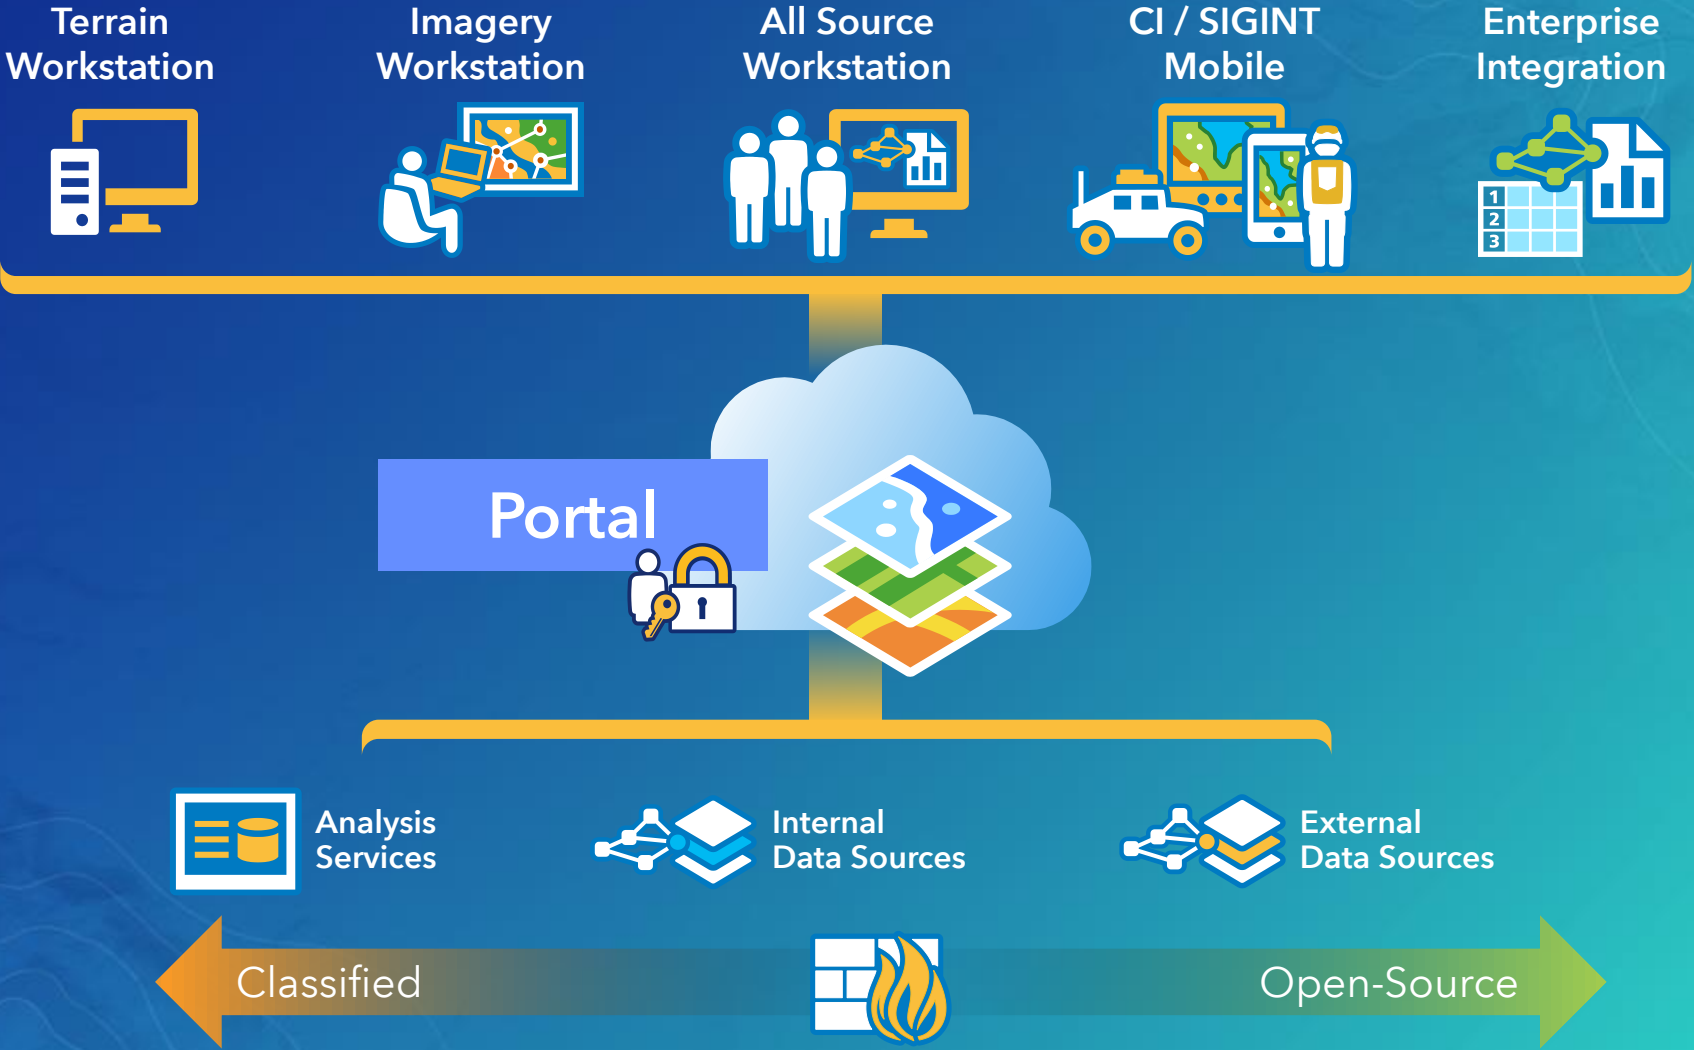 Terrain
Workstation
Imagery
Workstation
All Source
Workstation
CI / SIGINT
Mobile
Enterprise
Integration
1
2
3
Portal
Analysis
Services
Internal
Data Sources
External
Data Sources
Classified
Open-Source